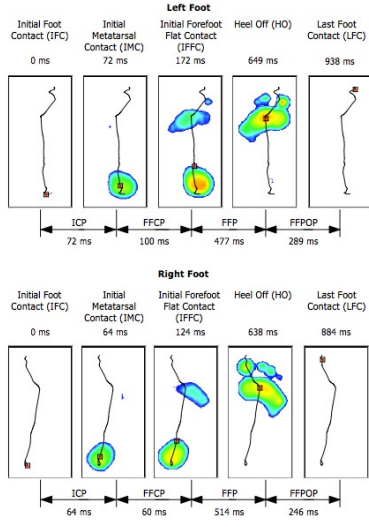 Left Foot
Initial Foot Contact (IFC)
Initial Metatarsal Contact (IMC)
Initial Forefoot Flat Contact (IFFC)
Heel Off (HO)
Last Foot Contact (LFC)
0 ms
72 ms
172 ms
649 ms
938 ms
ICP
FFCP
FFP
FFPOP
72 ms
100 ms
477 ms
289 ms
Right Foot
Initial Foot Contact (IFC)
Initial Metatarsal Contact (IMC)
Initial Forefoot Flat Contact (IFFC)
Heel Off (HO)
Last Foot Contact (LFC)
0 ms
64 ms
124 ms
638 ms
884 ms
ICP
FFCP
FFP
FFPOP
64 ms
60 ms
514 ms
246 ms